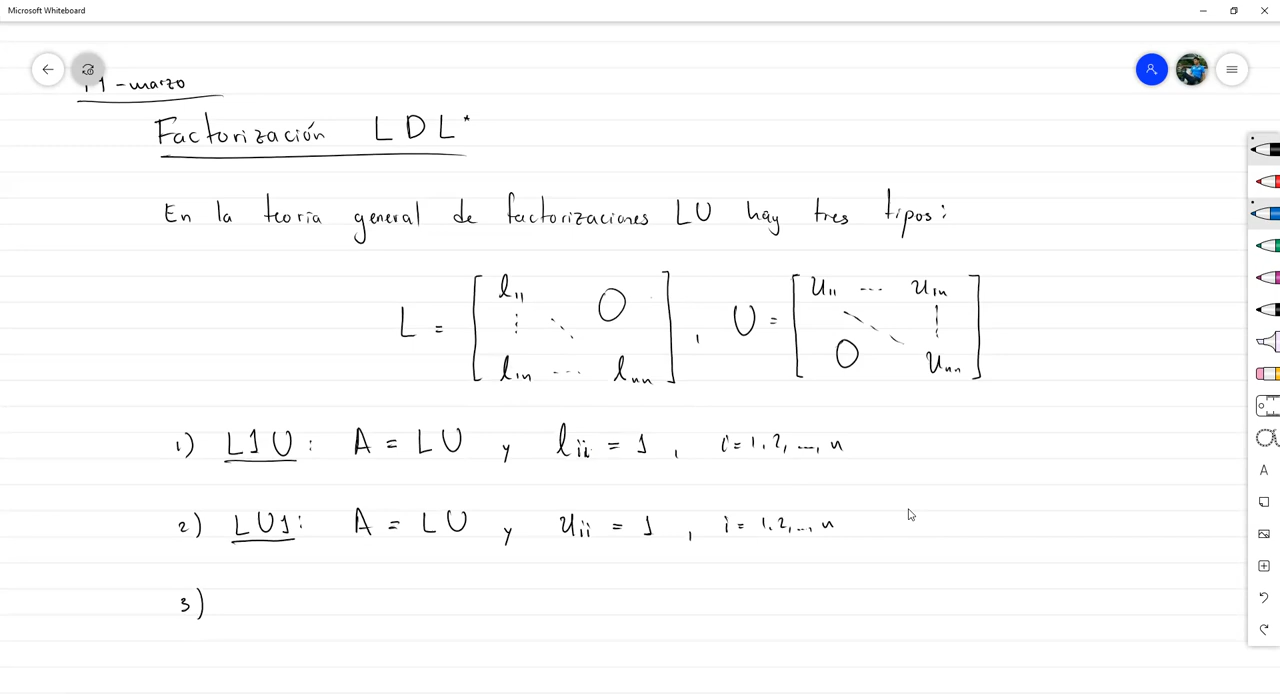 Microsoft Whiteboard
11-marzo
Factorización LDL*
En la teoría general de factorizaciones LU hay tres tipos:
L = [ l11 0 ⋮ ⋱ l1n ... lnn ] , U = [ u11 ... u1n ⋱ ⋮ 0 unn ]
1) L1U: A = LU y lii = 1, i=1,2,...,n
2) LU1: A = LU y uii = 1, i = 1,2,...,n
3)
A